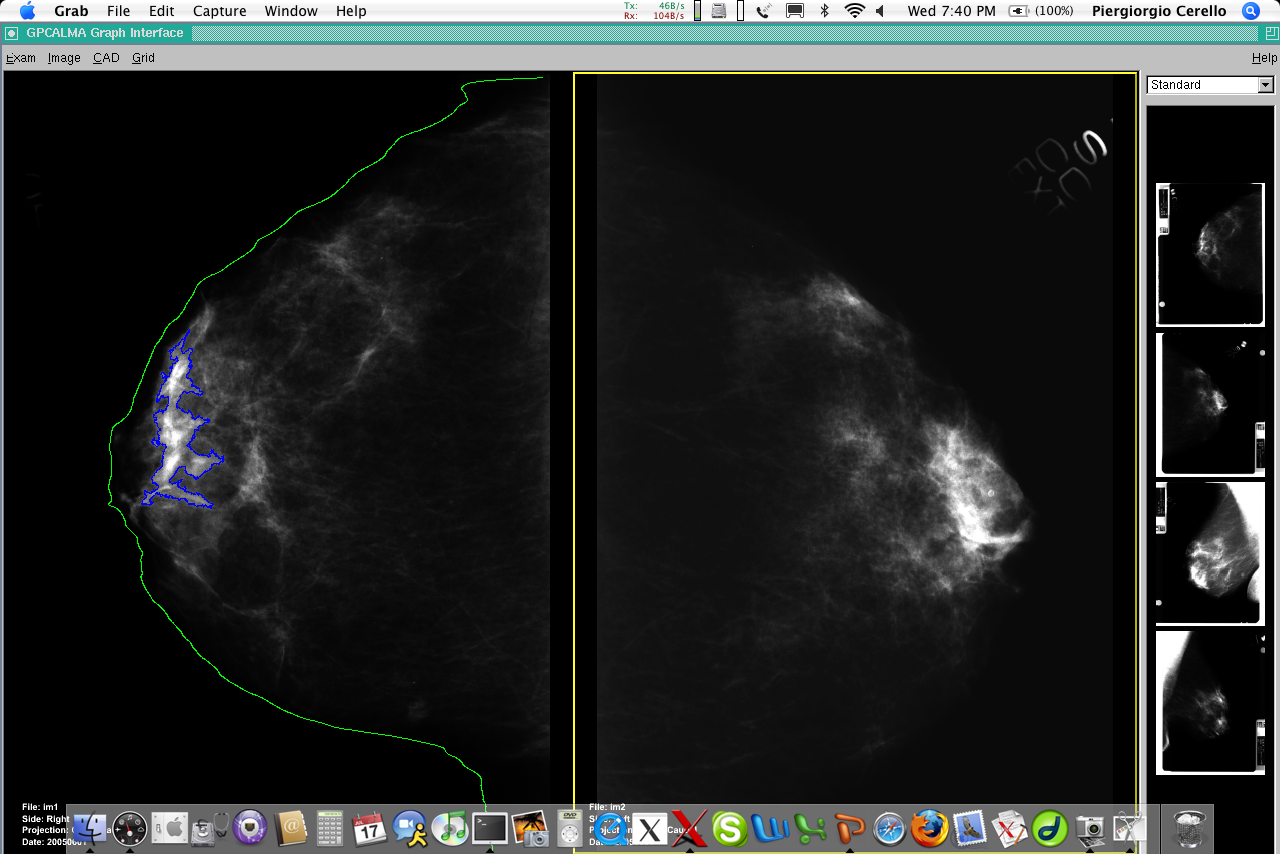 Grab File Edit Capture Window Help Tx: 46B/s Rx: 104B/s Wed 7:40 PM (100%) Piergiorgio Cerello
GPCALMA Graph Interface
Exam Image CAD Grid Help
Standard
File: im1
Side: Right
Projection:
Date:
File: im2
JUL
17